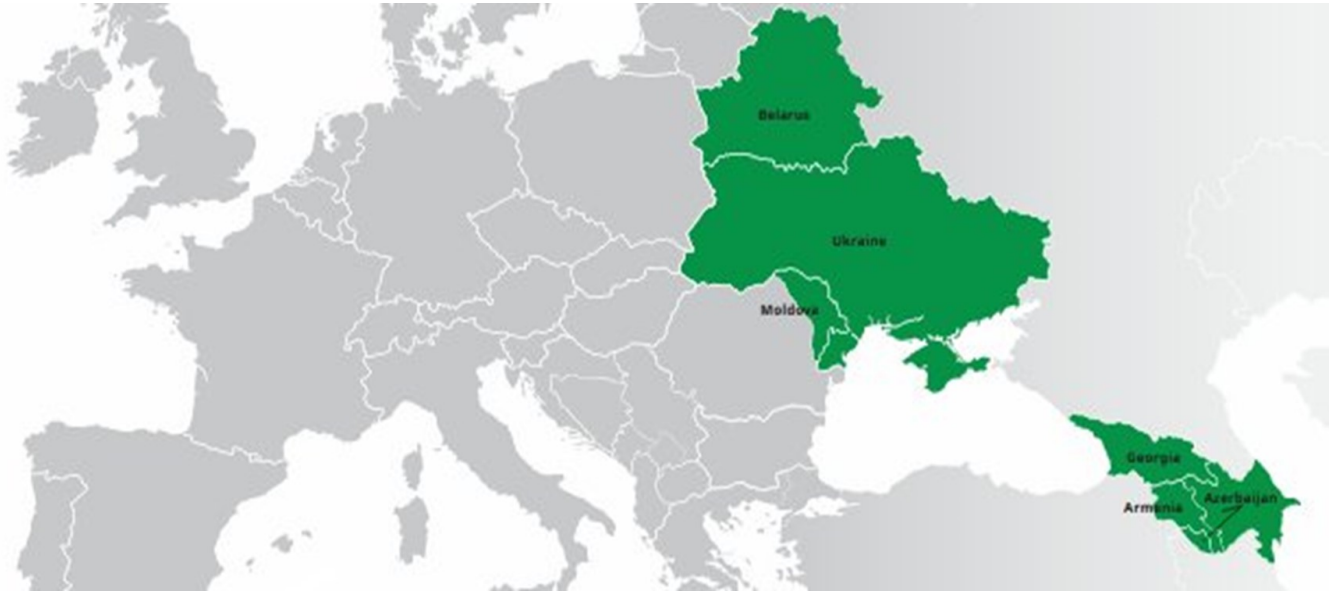 Belarus
Ukraine
Moldova
Georgia
Azerbaijan
Armenia